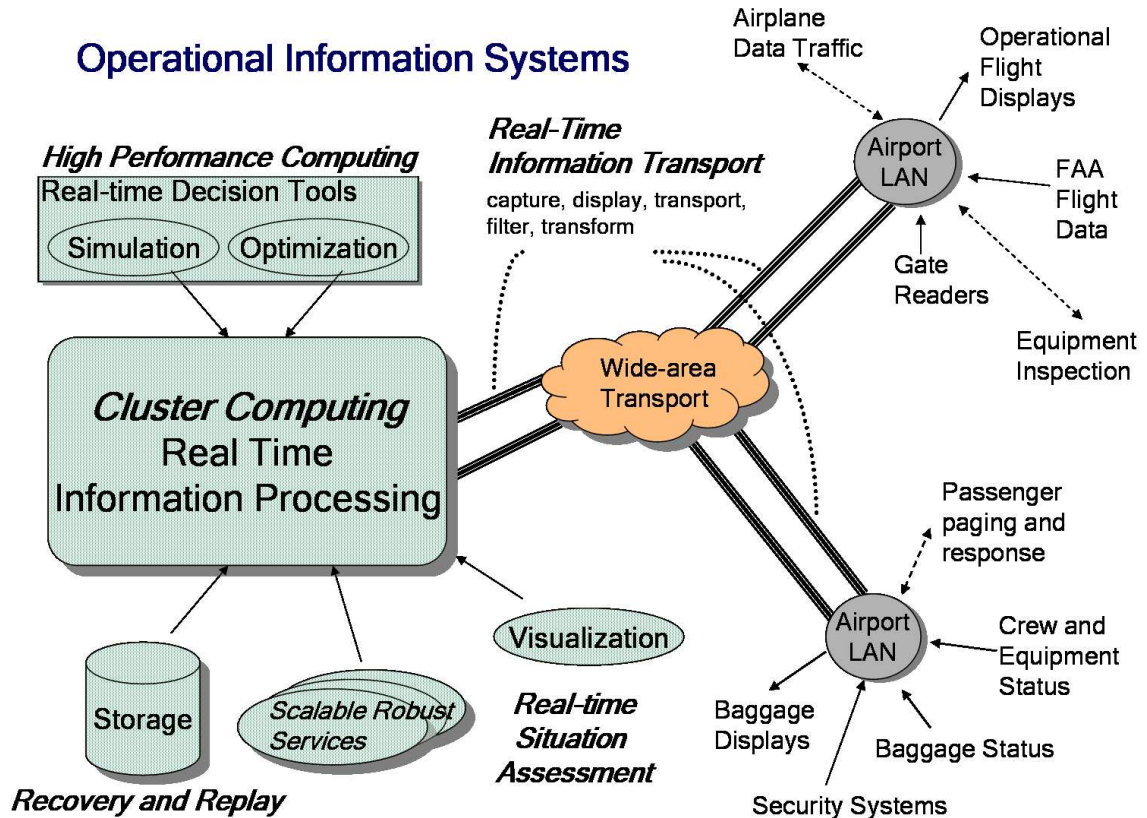 Operational Information Systems
High Performance Computing
Real-time Decision Tools
Simulation
Optimization
Cluster Computing
Real Time
Information Processing
Storage
Recovery and Replay
Scalable Robust
Services
Visualization
Real-time
Situation
Assessment
Real-Time
Information Transport
capture, display, transport,
filter, transform
Wide-area
Transport
Airplane
Data Traffic
Operational
Flight
Displays
Airport
LAN
FAA
Flight
Data
Gate
Readers
Equipment
Inspection
Passenger
paging and
response
Airport
LAN
Crew and
Equipment
Status
Baggage
Displays
Baggage Status
Security Systems